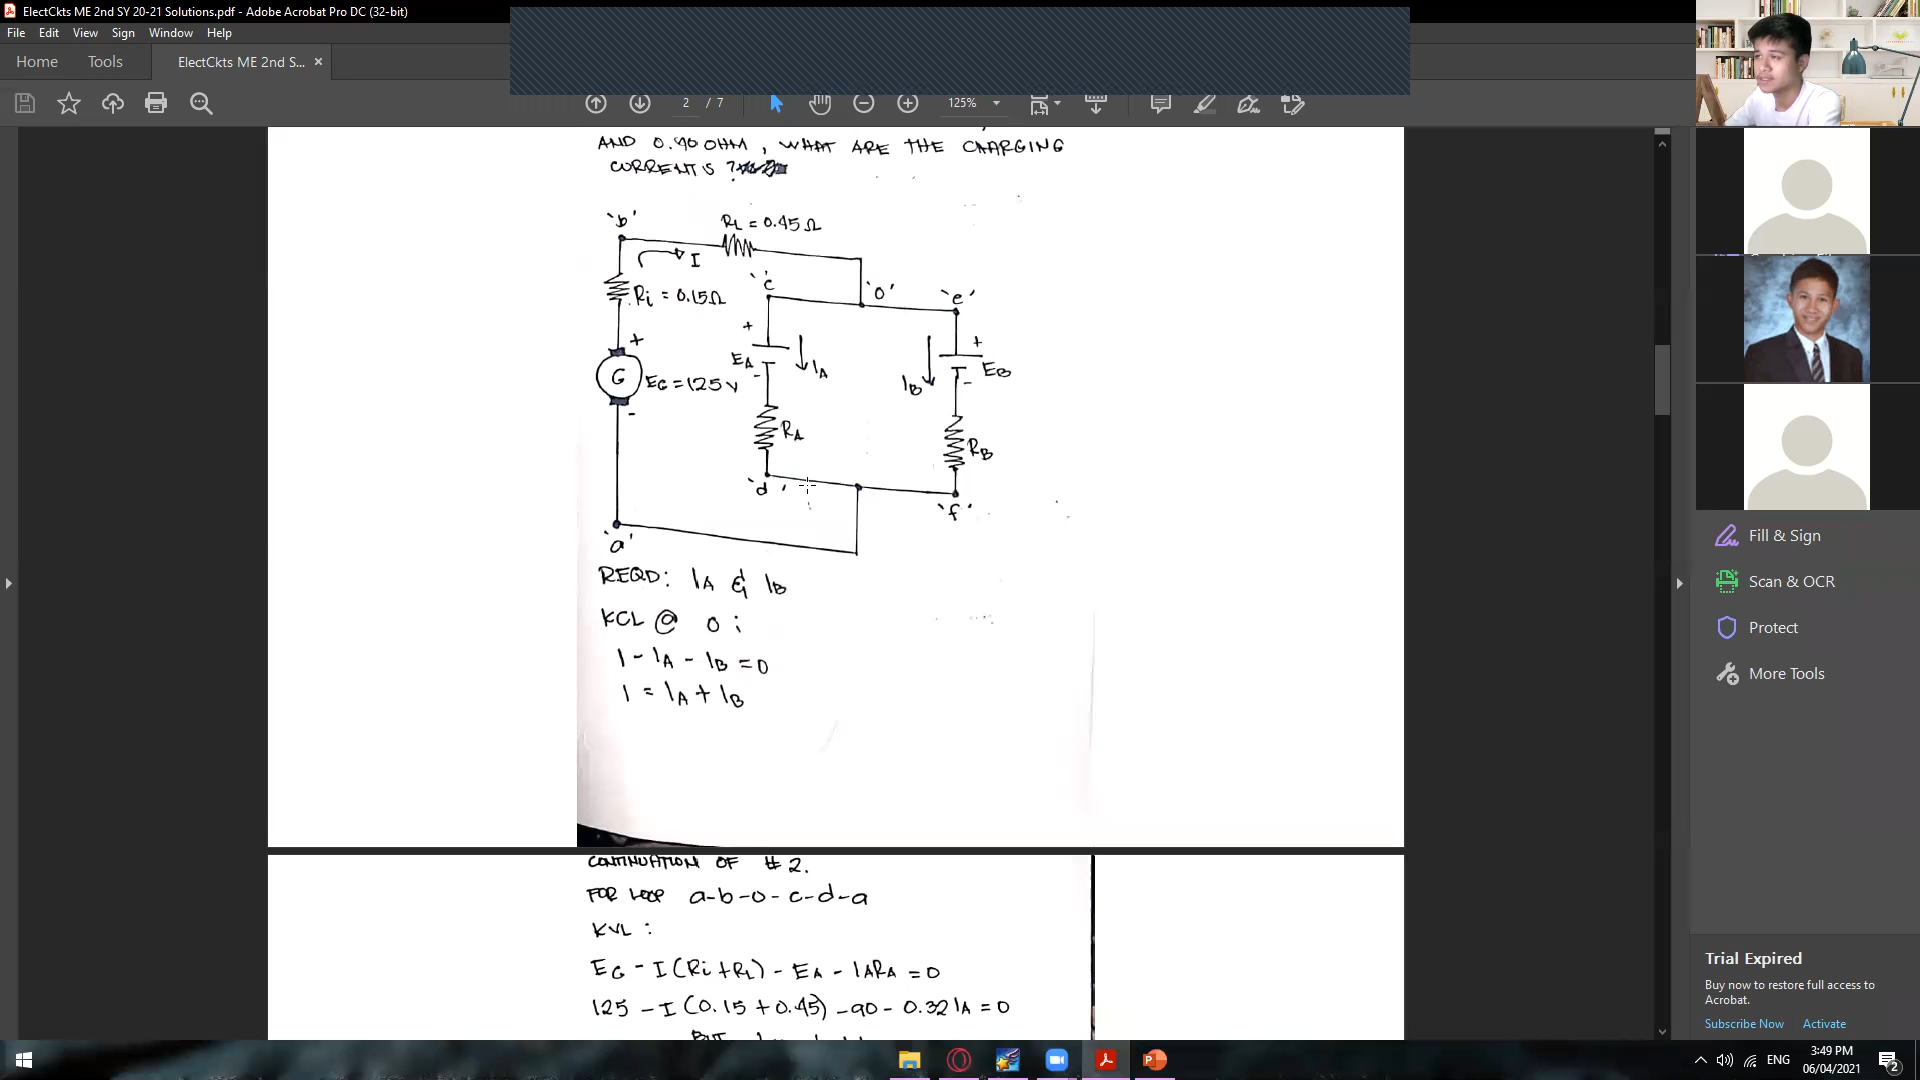 ElectCkts ME 2nd SY 20-21 Solutions.pdf - Adobe Acrobat Pro DC (32-bit)
File Edit View Sign Window Help
Home Tools ElectCkts ME 2nd S... ×
2 / 7 125%
AND 0.40 OHM, WHAT ARE THE CHARGING
CURRENTS ?
'b'
RL = 0.45 Ω
I
'c'
'o'
'e'
Ri = 0.15Ω
+
+
+
G
EG = 125 V
EA
IA
IB
EB
-
-
-
RA
RB
'd'
'f'
'a'
REQD: IA & IB
KCL @ O ;
I - IA - IB = 0
I = IA + IB
CONTINUATION OF # 2.
FOR LOOP a-b-o-c-d-a
KVL :
EG - I (Ri + RL) - EA - IARA = 0
125 - I (0.15 + 0.45) - 90 - 0.32 IA = 0
Fill & Sign
Scan & OCR
Protect
More Tools
Trial Expired
Buy now to restore full access to
Acrobat.
Subscribe Now Activate
ENG
3:49 PM
06/04/2021
2